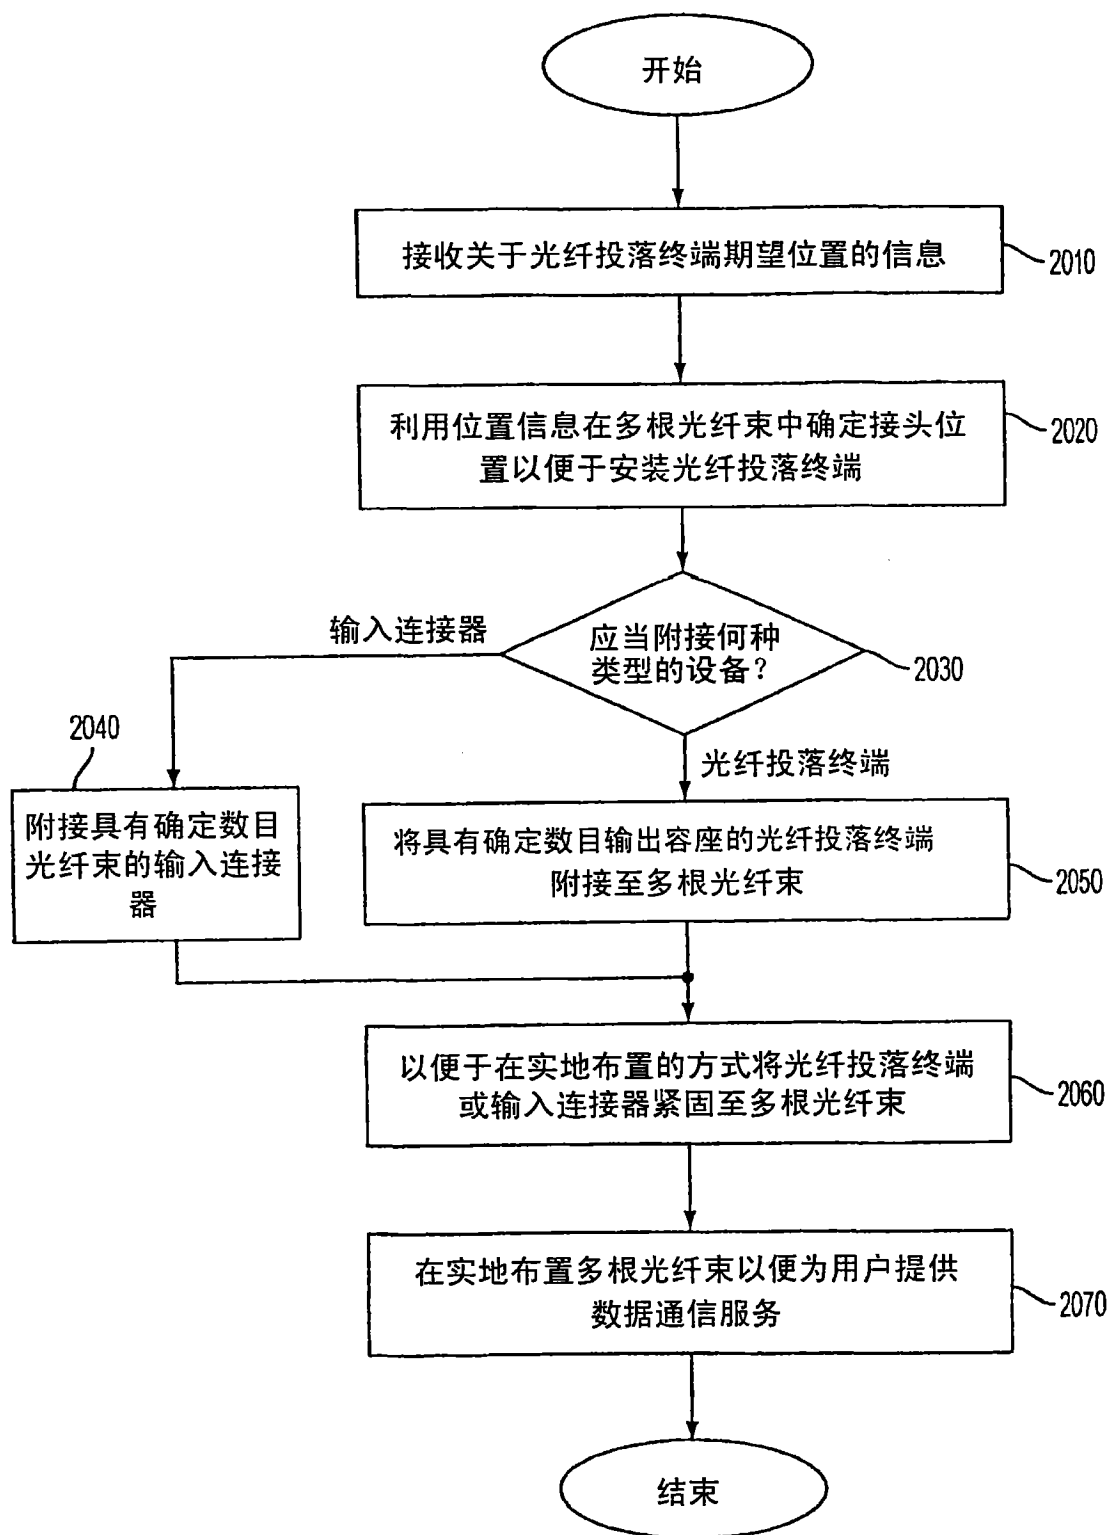 开始
接收关于光纤投落终端期望位置的信息
2010
利用位置信息在多根光纤束中确定接头位
置以便于安装光纤投落终端
2020
应当附接何种
类型的设备？
2030
输入连接器
2040
附接具有确定数目
光纤束的输入连接
器
光纤投落终端
将具有确定数目输出容座的光纤投落终端
附接至多根光纤束
2050
以便于在实地布置的方式将光纤投落终端
或输入连接器紧固至多根光纤束
2060
在实地布置多根光纤束以便为用户提供
数据通信服务
2070
结束